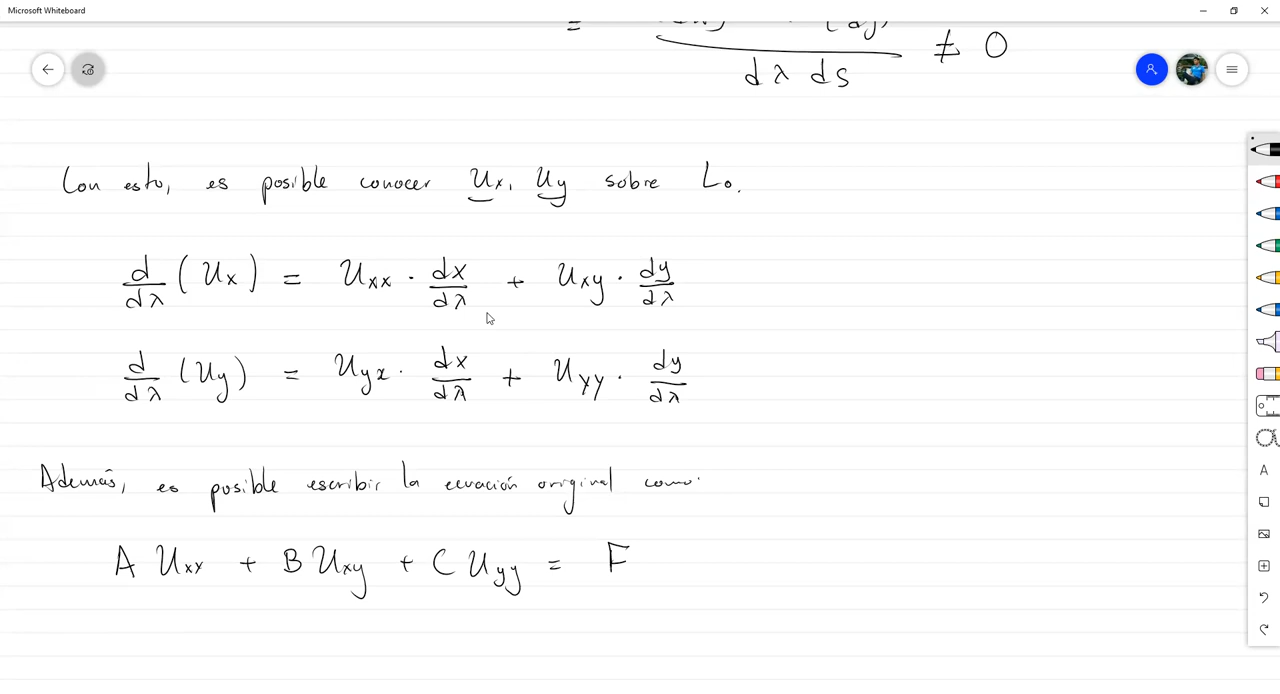 Microsoft Whiteboard
=
dλ ds
≠ 0
Con esto, es posible conocer Ux, Uy sobre Lo.
d/dλ (Ux) = Uxx · dx/dλ + Uxy · dy/dλ
d/dλ (Uy) = Uyx · dx/dλ + Uyy · dy/dλ
Además, es posible escribir la ecuación original como:
A Uxx + B Uxy + C Uyy = F
A